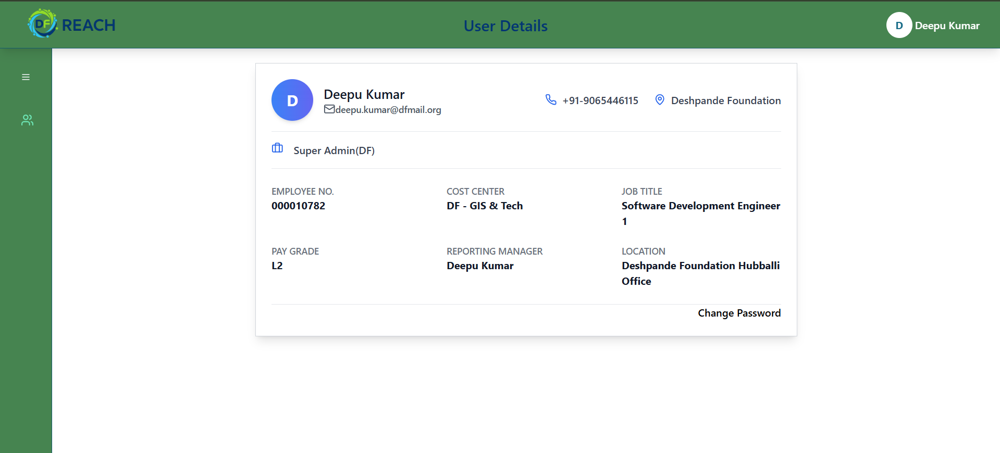 DF REACH
User Details
D Deepu Kumar
D
Deepu Kumar
deepu.kumar@dfmail.org
+91-9065446115
Deshpande Foundation
Super Admin(DF)
EMPLOYEE NO.
000010782
COST CENTER
DF - GIS & Tech
JOB TITLE
Software Development Engineer
1
PAY GRADE
L2
REPORTING MANAGER
Deepu Kumar
LOCATION
Deshpande Foundation Hubballi
Office
Change Password